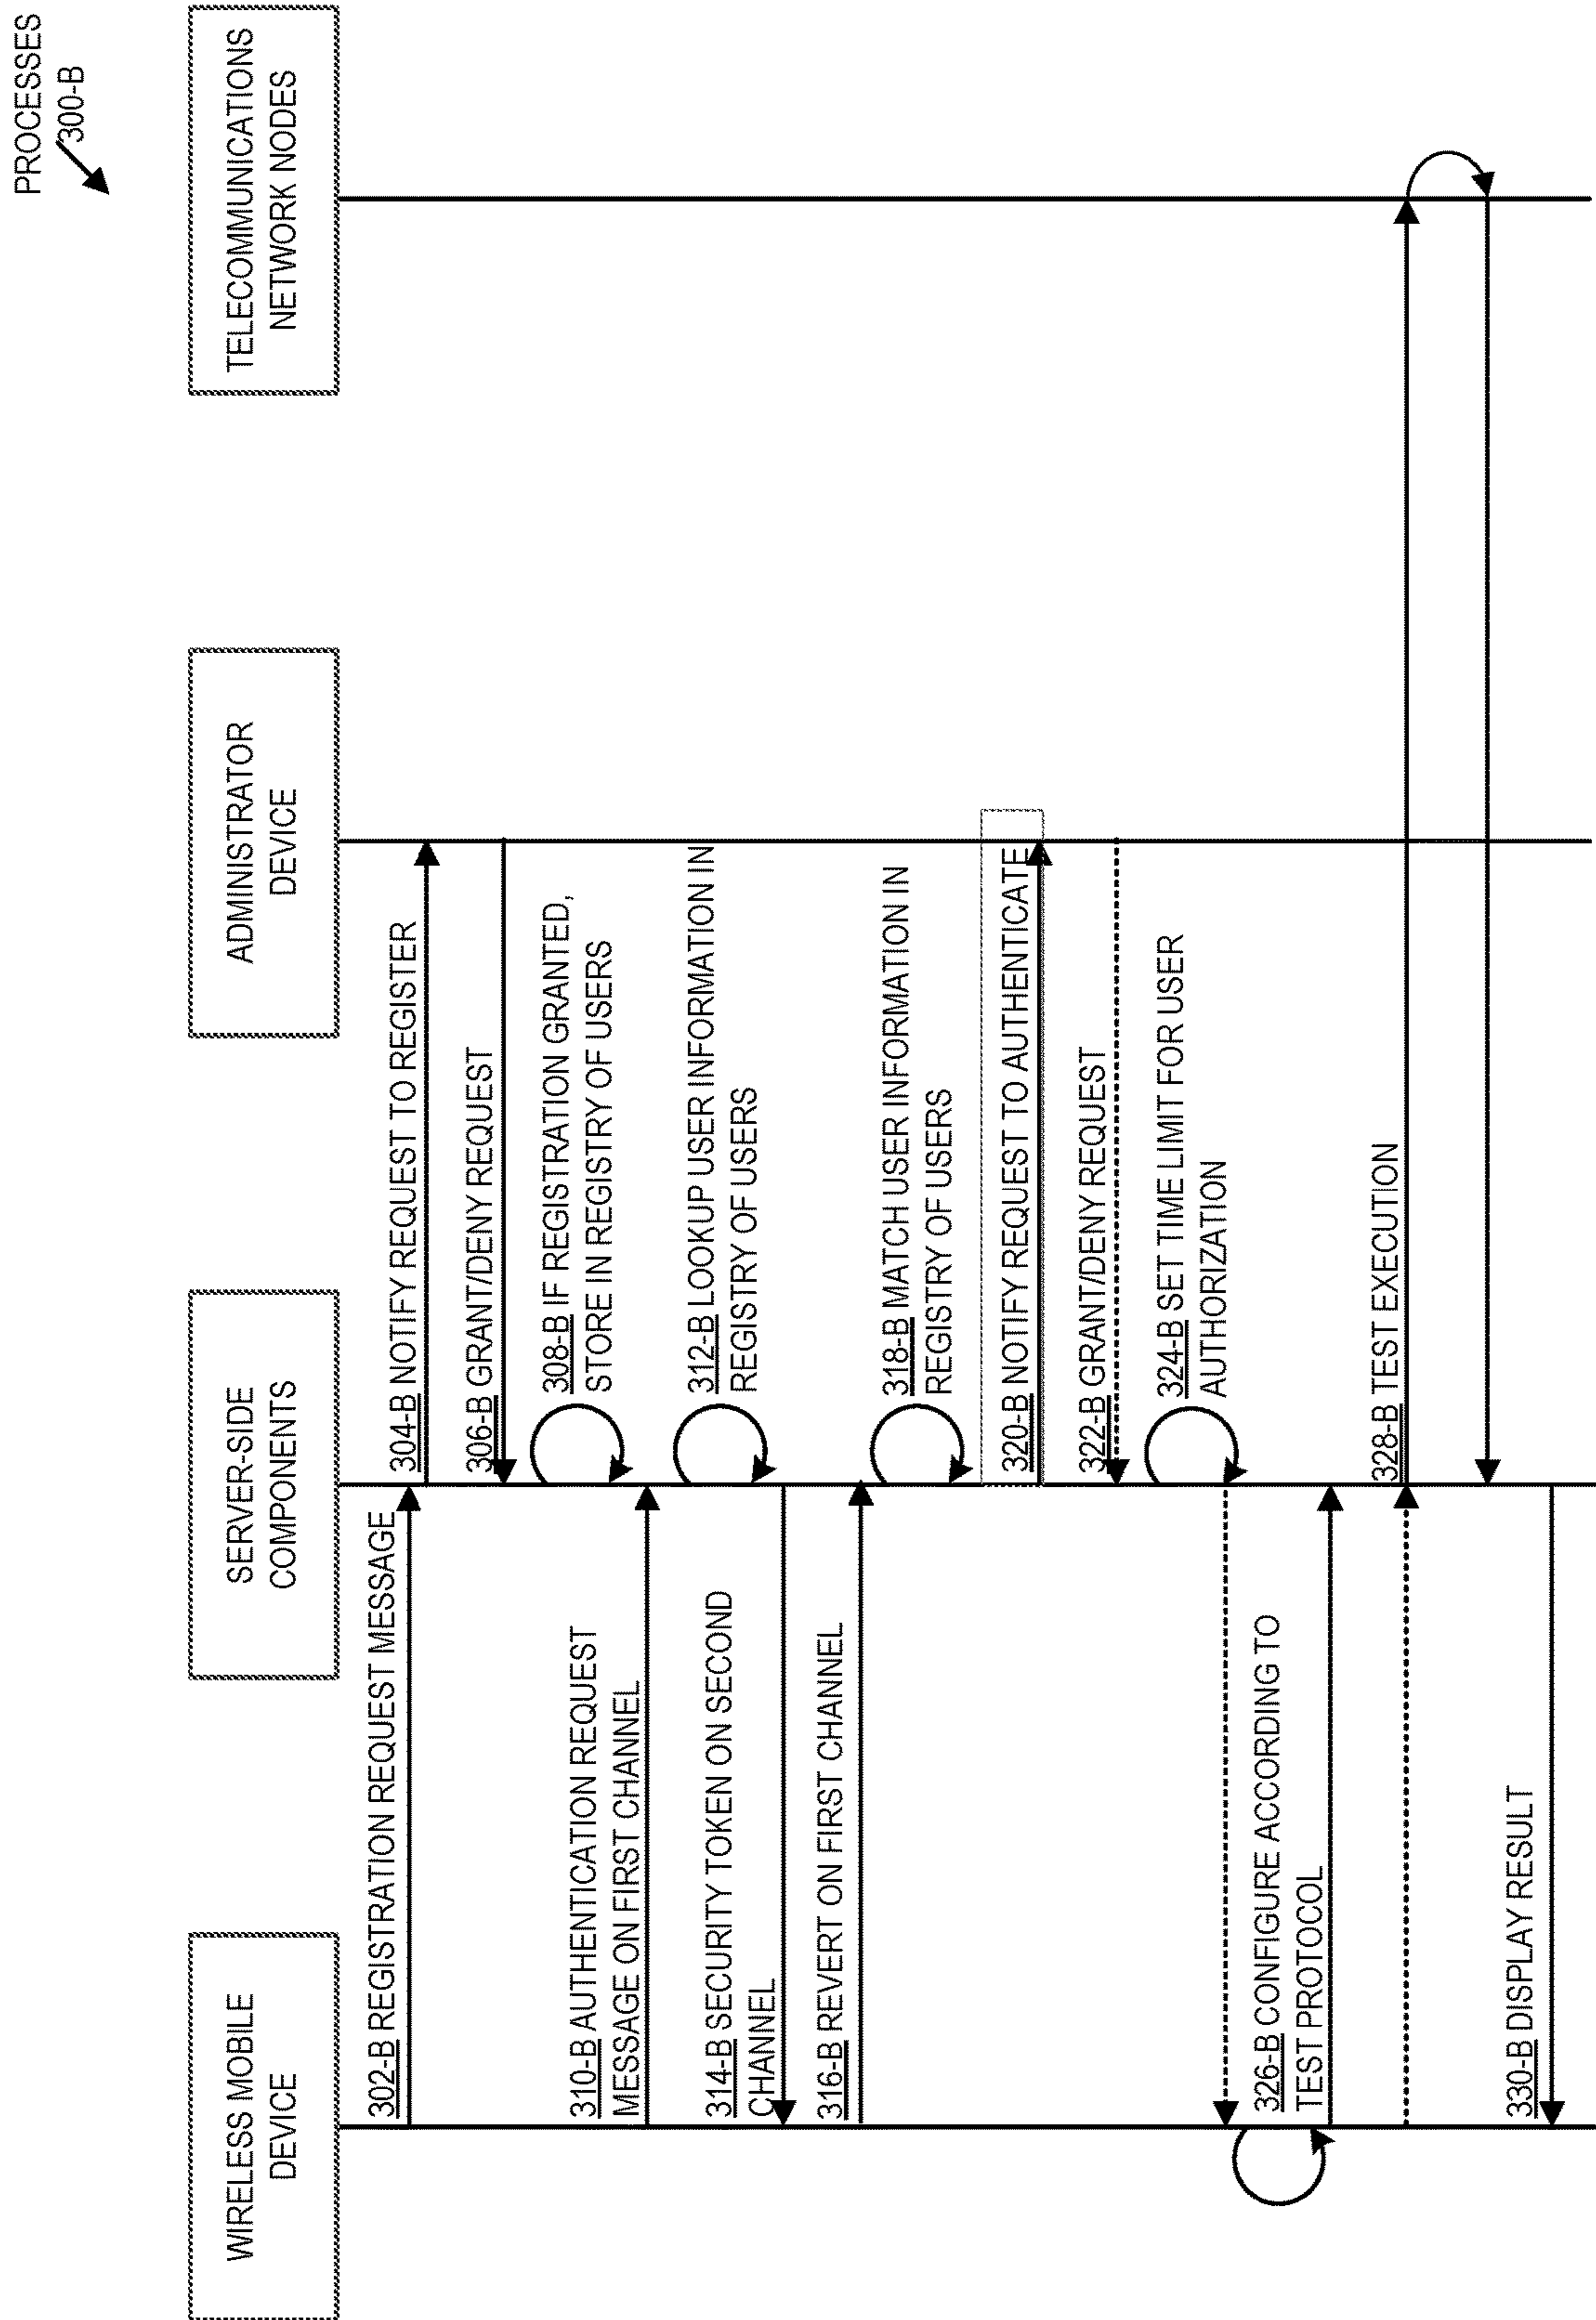 PROCESSES
300-B
WIRELESS MOBILE
DEVICE
SERVER-SIDE
COMPONENTS
ADMINISTRATOR
DEVICE
TELECOMMUNICATIONS
NETWORK NODES
302-B REGISTRATION REQUEST MESSAGE
304-B NOTIFY REQUEST TO REGISTER
306-B GRANT/DENY REQUEST
308-B IF REGISTRATION GRANTED,
STORE IN REGISTRY OF USERS
310-B AUTHENTICATION REQUEST
MESSAGE ON FIRST CHANNEL
312-B LOOKUP USER INFORMATION IN
REGISTRY OF USERS
314-B SECURITY TOKEN ON SECOND
CHANNEL
316-B REVERT ON FIRST CHANNEL
318-B MATCH USER INFORMATION IN
REGISTRY OF USERS
320-B NOTIFY REQUEST TO AUTHENTICATE
322-B GRANT/DENY REQUEST
324-B SET TIME LIMIT FOR USER
AUTHORIZATION
326-B CONFIGURE ACCORDING TO
TEST PROTOCOL
328-B TEST EXECUTION
330-B DISPLAY RESULT